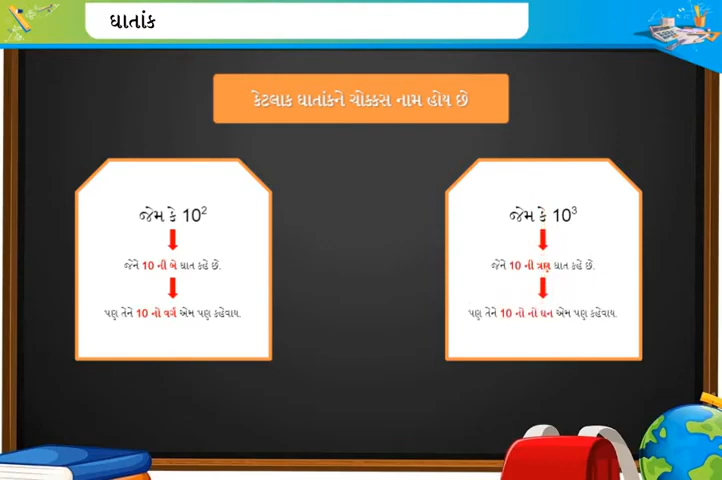 ઘાતાંક
કેટલાક ઘાતાંકને ચોક્કસ નામ હોય છે
જેમ કે 10²
જેને 10 ની બે ઘાત કહે છે.
પણ તેને 10 નો વર્ગ એમ પણ કહેવાય.
જેમ કે 10³
જેને 10 ની ત્રણ ઘાત કહે છે.
પણ તેને 10 નો નો ઘન એમ પણ કહેવાય.